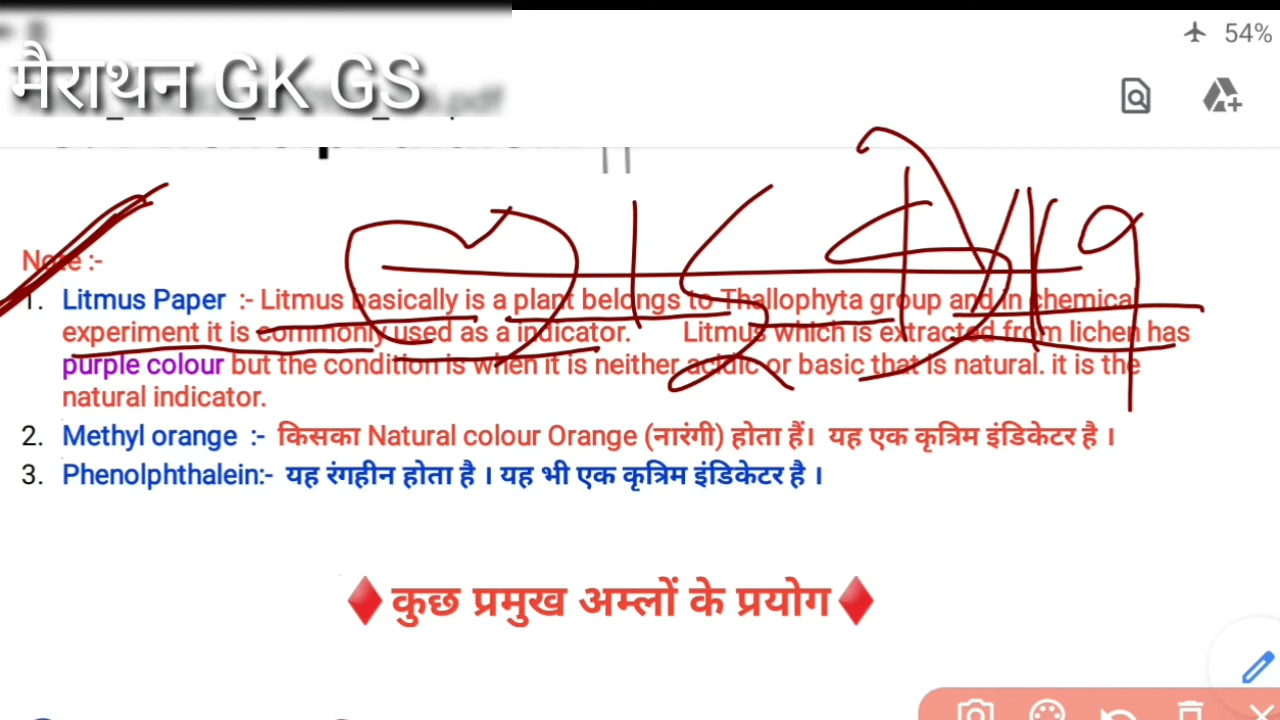 54%
मैराथन GK GS
.pdf
Note :-
1. Litmus Paper :- Litmus basically is a plant belongs to Thallophyta group and in chemical
experiment it is commonly used as a indicator. Litmus which is extracted from lichen has
purple colour but the condition is when it is neither acidic or basic that is natural. it is the
natural indicator.
2. Methyl orange :- किसका Natural colour Orange (नारंगी) होता हैं। यह एक कृत्रिम इंडिकेटर है ।
3. Phenolphthalein:- यह रंगहीन होता है । यह भी एक कृत्रिम इंडिकेटर है ।
कुछ प्रमुख अम्लों के प्रयोग